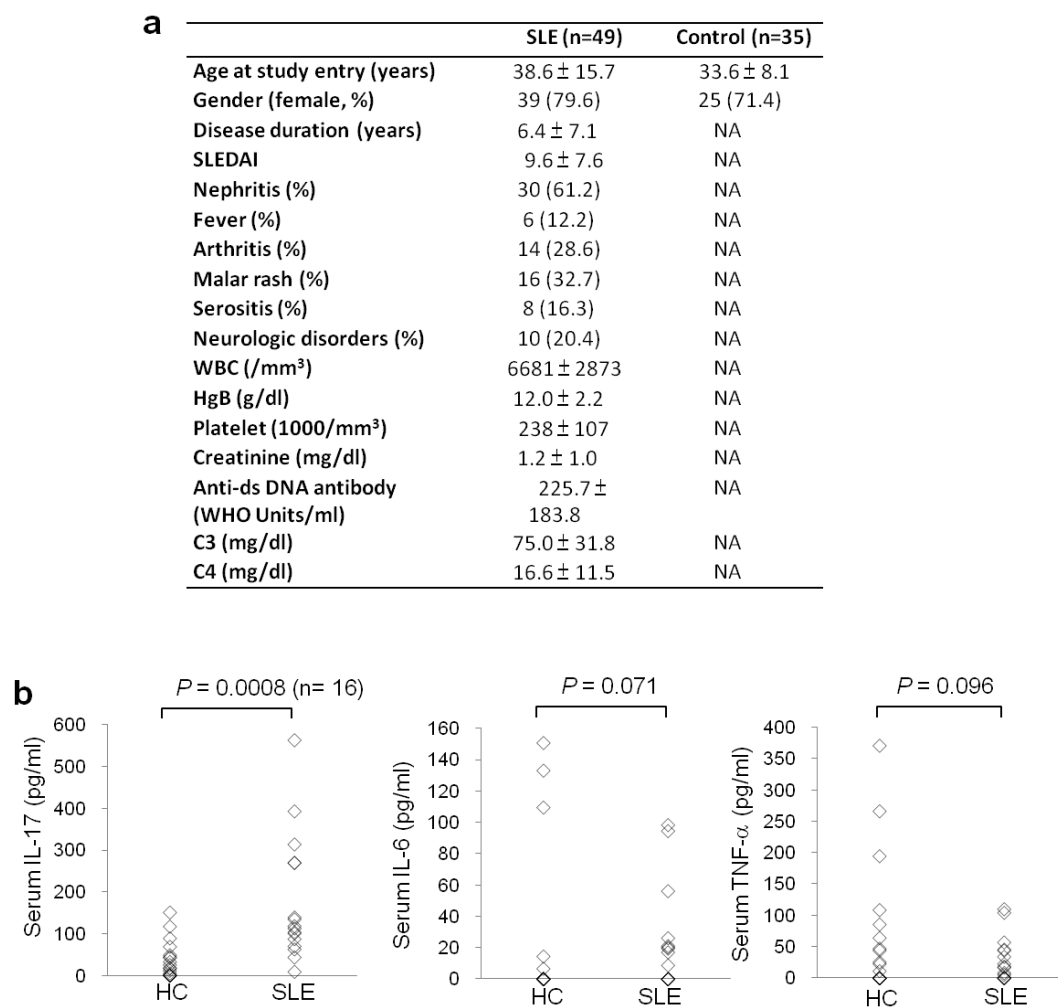 a
SLE (n=49) Control (n=35)
Age at study entry (years) 38.6 ± 15.7 33.6 ± 8.1
Gender (female, %) 39 (79.6) 25 (71.4)
Disease duration (years) 6.4 ± 7.1 NA
SLEDAI 9.6 ± 7.6 NA
Nephritis (%) 30 (61.2) NA
Fever (%) 6 (12.2) NA
Arthritis (%) 14 (28.6) NA
Malar rash (%) 16 (32.7) NA
Serositis (%) 8 (16.3) NA
Neurologic disorders (%) 10 (20.4) NA
WBC (/mm³) 6681 ± 2873 NA
HgB (g/dl) 12.0 ± 2.2 NA
Platelet (1000/mm³) 238 ± 107 NA
Creatinine (mg/dl) 1.2 ± 1.0 NA
Anti-ds DNA antibody 225.7 ± NA
(WHO Units/ml) 183.8
C3 (mg/dl) 75.0 ± 31.8 NA
C4 (mg/dl) 16.6 ± 11.5 NA
b
P = 0.0008 (n= 16)
Serum IL-17 (pg/ml)
600
500
400
300
200
100
0
HC SLE
P = 0.071
Serum IL-6 (pg/ml)
160
140
120
100
80
60
40
20
0
HC SLE
P = 0.096
Serum TNF-α (pg/ml)
400
350
300
250
200
150
100
50
0
HC SLE